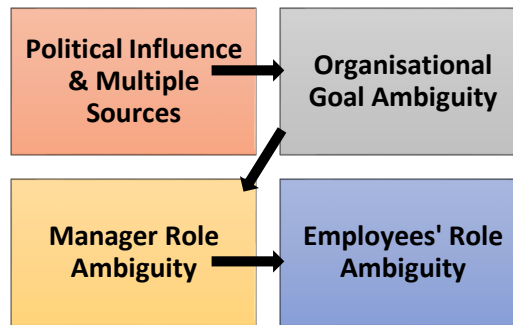 Political Influence
& Multiple
Sources
Organisational
Goal Ambiguity
Manager Role
Ambiguity
Employees' Role
Ambiguity